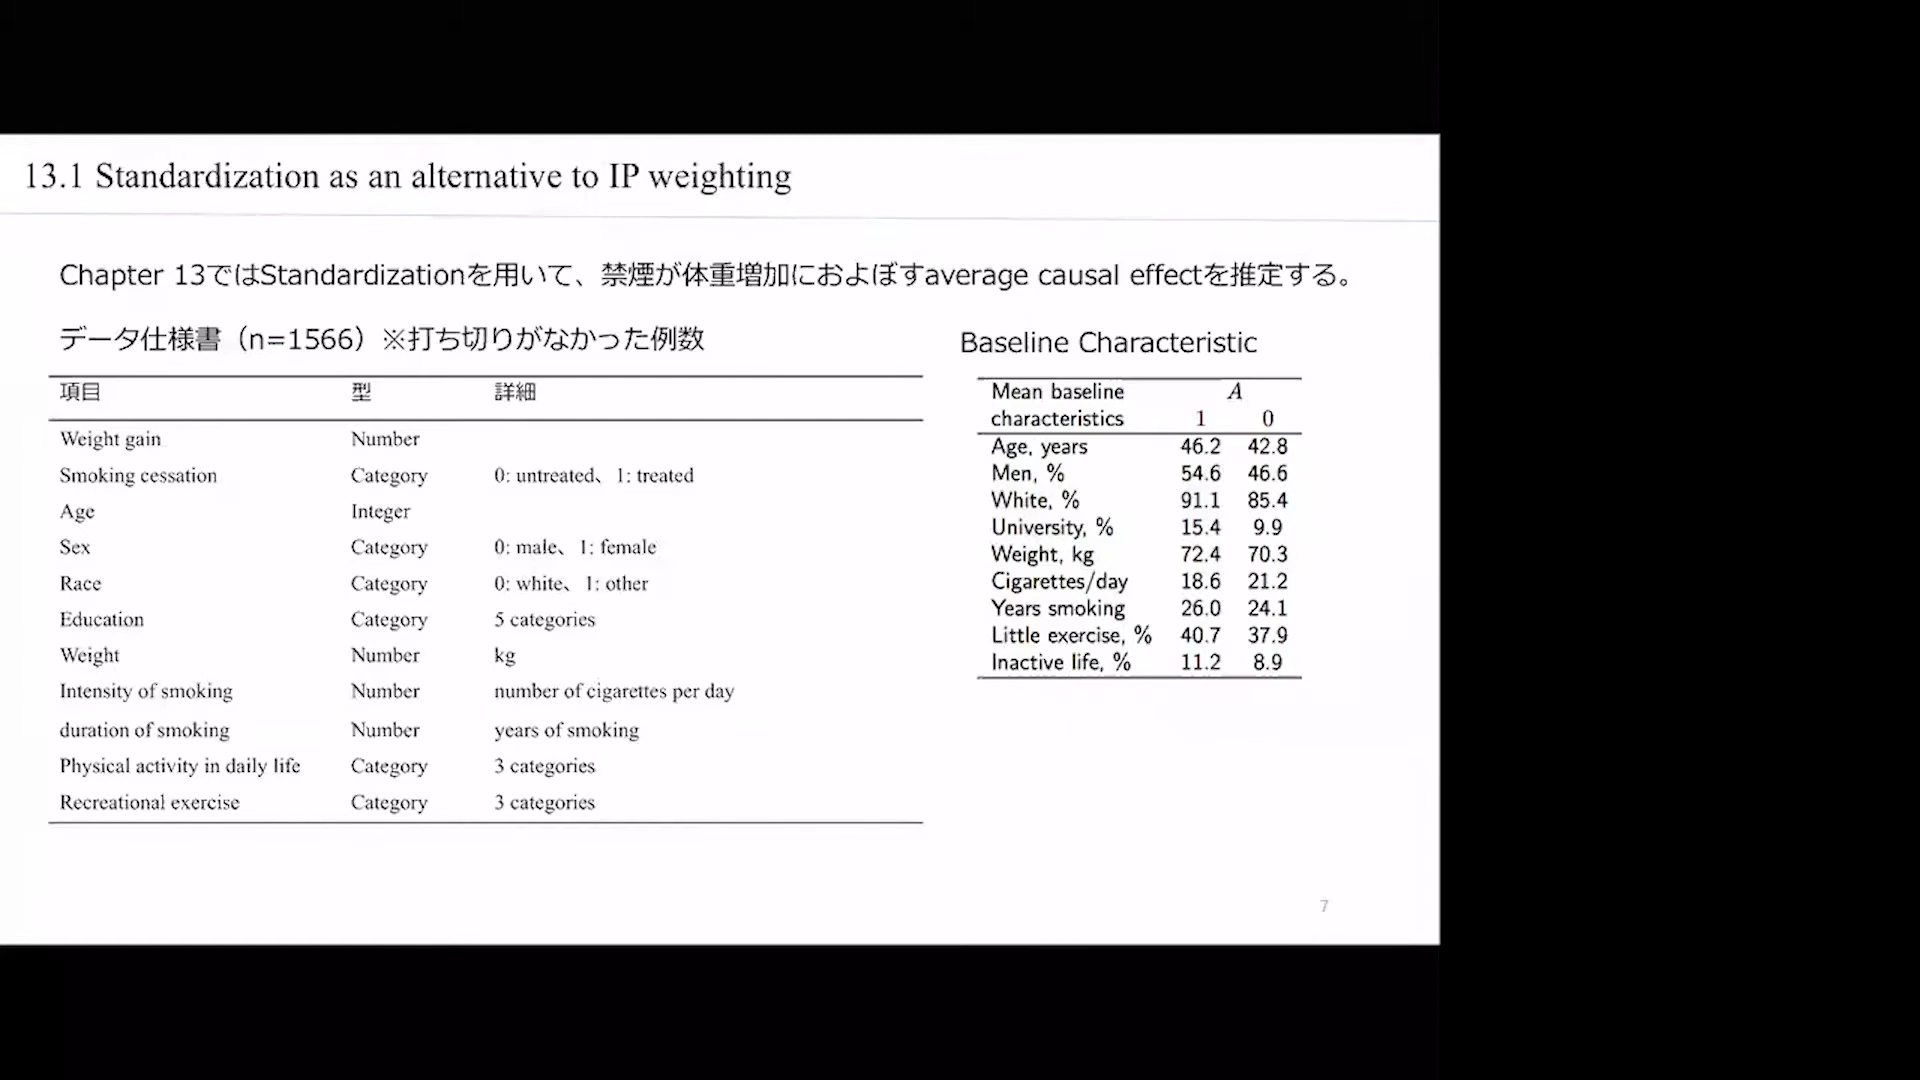 13.1 Standardization as an alternative to IP weighting
Chapter 13ではStandardizationを用いて、禁煙が体重増加におよぼすaverage causal effectを推定する。
データ仕様書（n=1566）※打ち切りがなかった例数
項目 型 詳細
Weight gain Number
Smoking cessation Category 0: untreated、1: treated
Age Integer
Sex Category 0: male、1: female
Race Category 0: white、1: other
Education Category 5 categories
Weight Number kg
Intensity of smoking Number number of cigarettes per day
duration of smoking Number years of smoking
Physical activity in daily life Category 3 categories
Recreational exercise Category 3 categories
Baseline Characteristic
Mean baseline A
characteristics 1 0
Age, years 46.2 42.8
Men, % 54.6 46.6
White, % 91.1 85.4
University, % 15.4 9.9
Weight, kg 72.4 70.3
Cigarettes/day 18.6 21.2
Years smoking 26.0 24.1
Little exercise, % 40.7 37.9
Inactive life, % 11.2 8.9
7